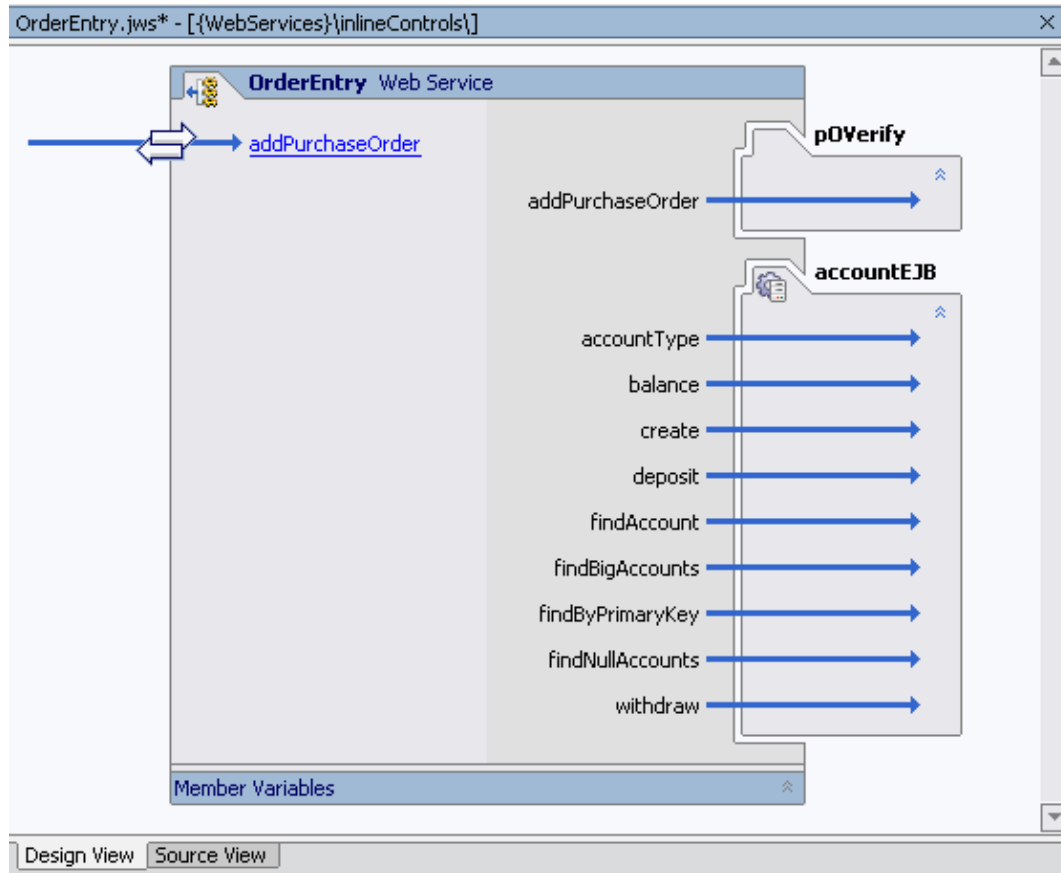 OrderEntry.jws* - [{WebServices}\inlineControls\]
OrderEntry Web Service
addPurchaseOrder
pOVerify
addPurchaseOrder
accountEJB
accountType
balance
create
deposit
findAccount
findBigAccounts
findByPrimaryKey
findNullAccounts
withdraw
Member Variables
Design View Source View